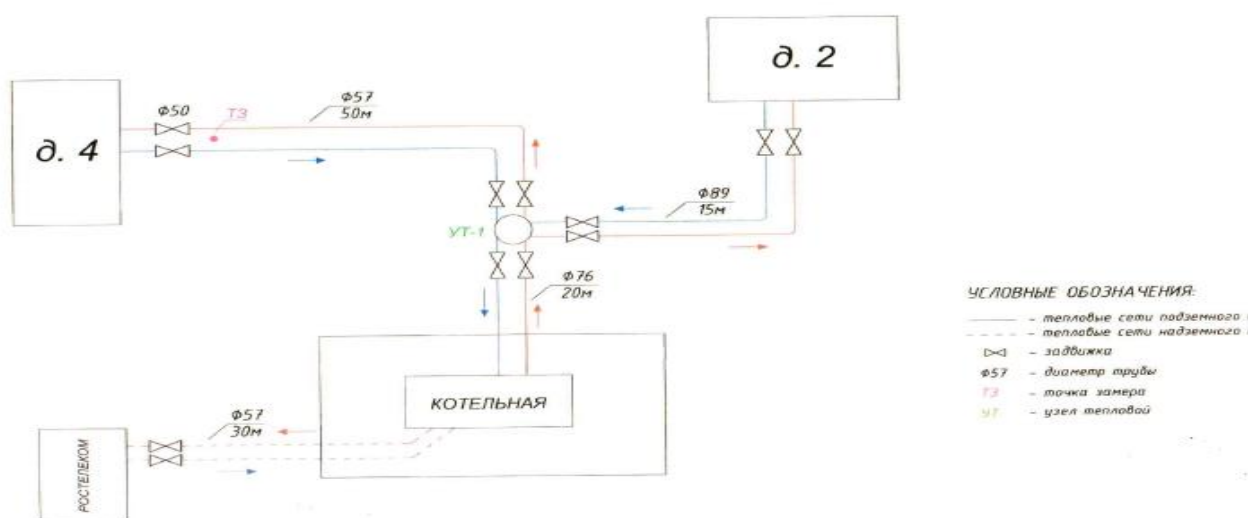 д. 2
д. 4
Ф50
ТЗ
Ф57
50м
Ф89
15м
УТ-1
Ф76
20м
КОТЕЛЬНАЯ
Ф57
30м
РОСТЕЛЕКОМ
УСЛОВНЫЕ ОБОЗНАЧЕНИЯ:
- тепловые сети подземного
- тепловые сети надземного
- задвижка
Ф57 - диаметр трубы
ТЗ - точка замера
УТ - узел тепловой